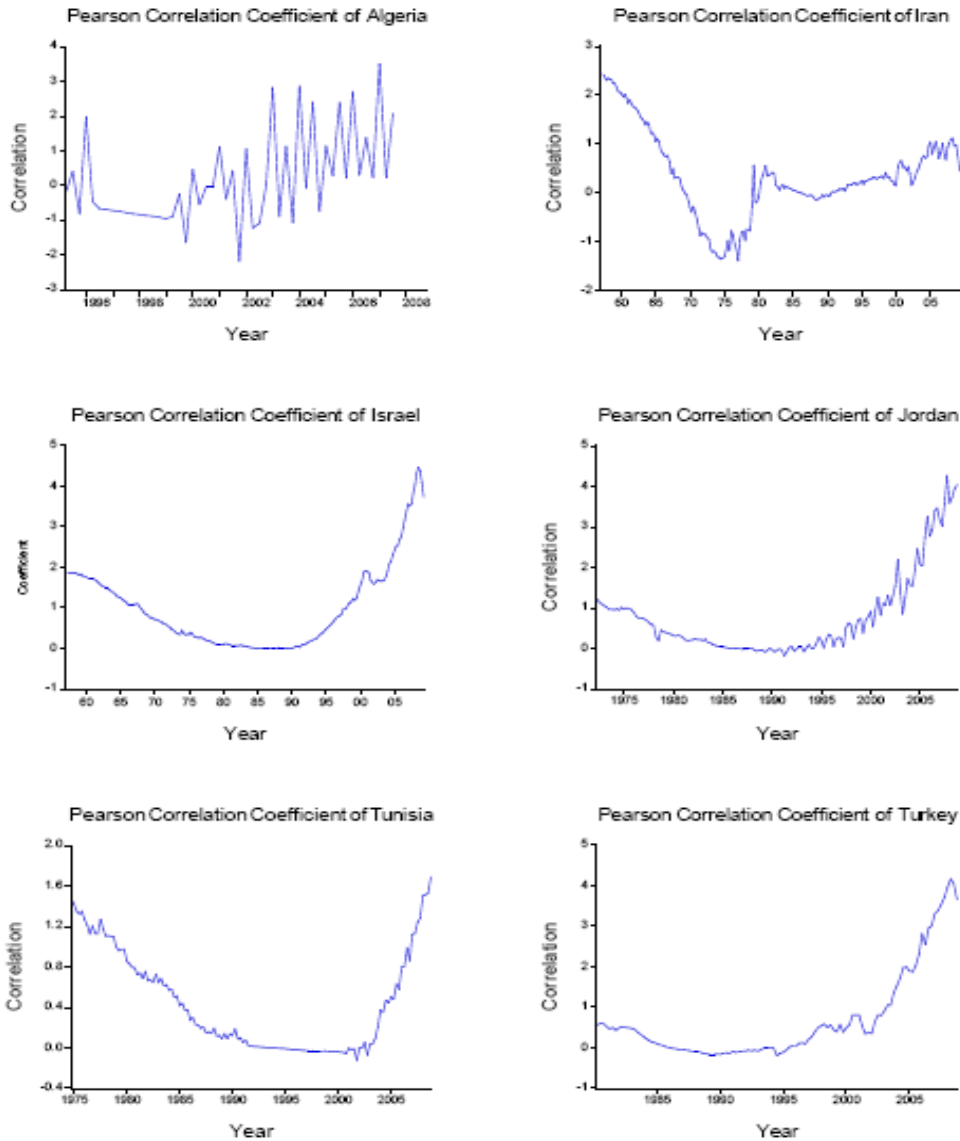 Pearson Correlation Coefficient of Algeria
4
3
2
1
0
-1
-2
-3
Correlation
1996 1998 2000 2002 2004 2006 2008
Year
Pearson Correlation Coefficient of Iran
3
2
1
0
-1
-2
Correlation
60 65 70 75 80 85 90 95 00 05
Year
Pearson Correlation Coefficient of Israel
5
4
3
2
1
0
-1
Coefficient
60 65 70 75 80 85 90 95 00 05
Year
Pearson Correlation Coefficient of Jordan
5
4
3
2
1
0
-1
Correlation
1975 1980 1985 1990 1995 2000 2005
Year
Pearson Correlation Coefficient of Tunisia
2.0
1.6
1.2
0.8
0.4
0.0
-0.4
Correlation
1975 1980 1985 1990 1995 2000 2005
Year
Pearson Correlation Coefficient of Turkey
5
4
3
2
1
0
-1
Correlation
1985 1990 1995 2000 2005
Year